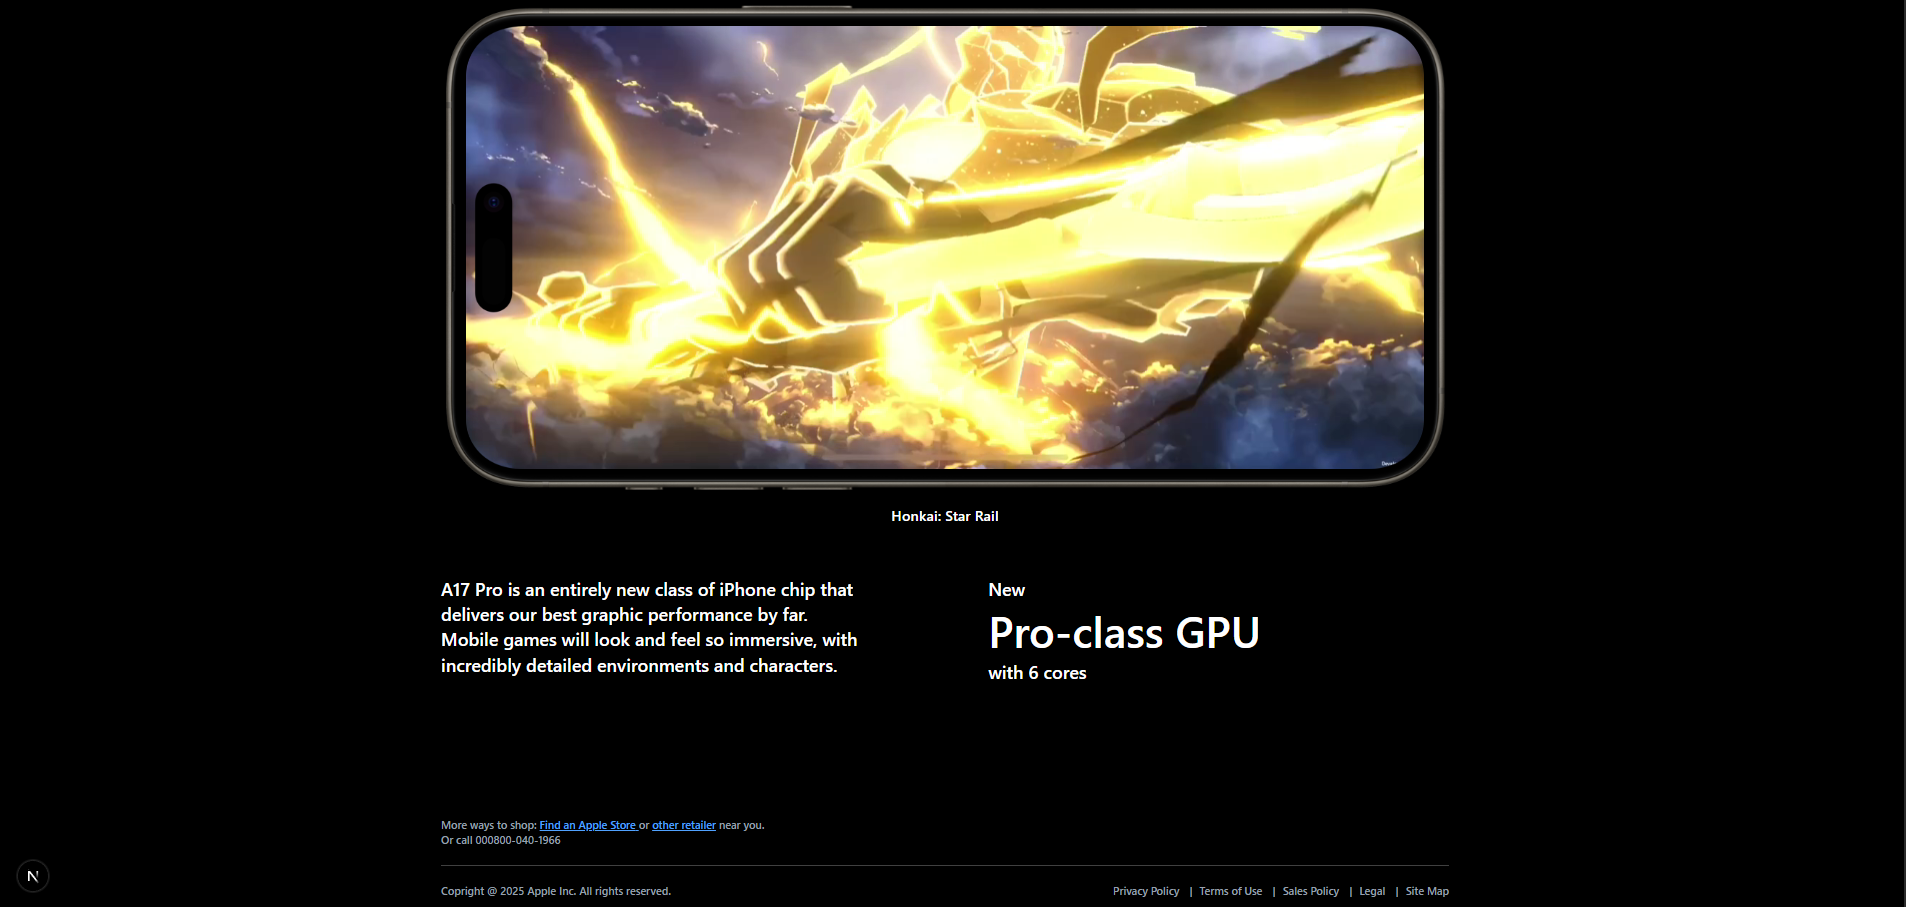 Honkai: Star Rail
A17 Pro is an entirely new class of iPhone chip that
delivers our best graphic performance by far.
Mobile games will look and feel so immersive, with
incredibly detailed environments and characters.
New
Pro-class GPU
with 6 cores
More ways to shop: Find an Apple Store or other retailer near you.
Or call 000800-040-1966
N
Copright @ 2025 Apple Inc. All rights reserved.
Privacy Policy | Terms of Use | Sales Policy | Legal | Site Map